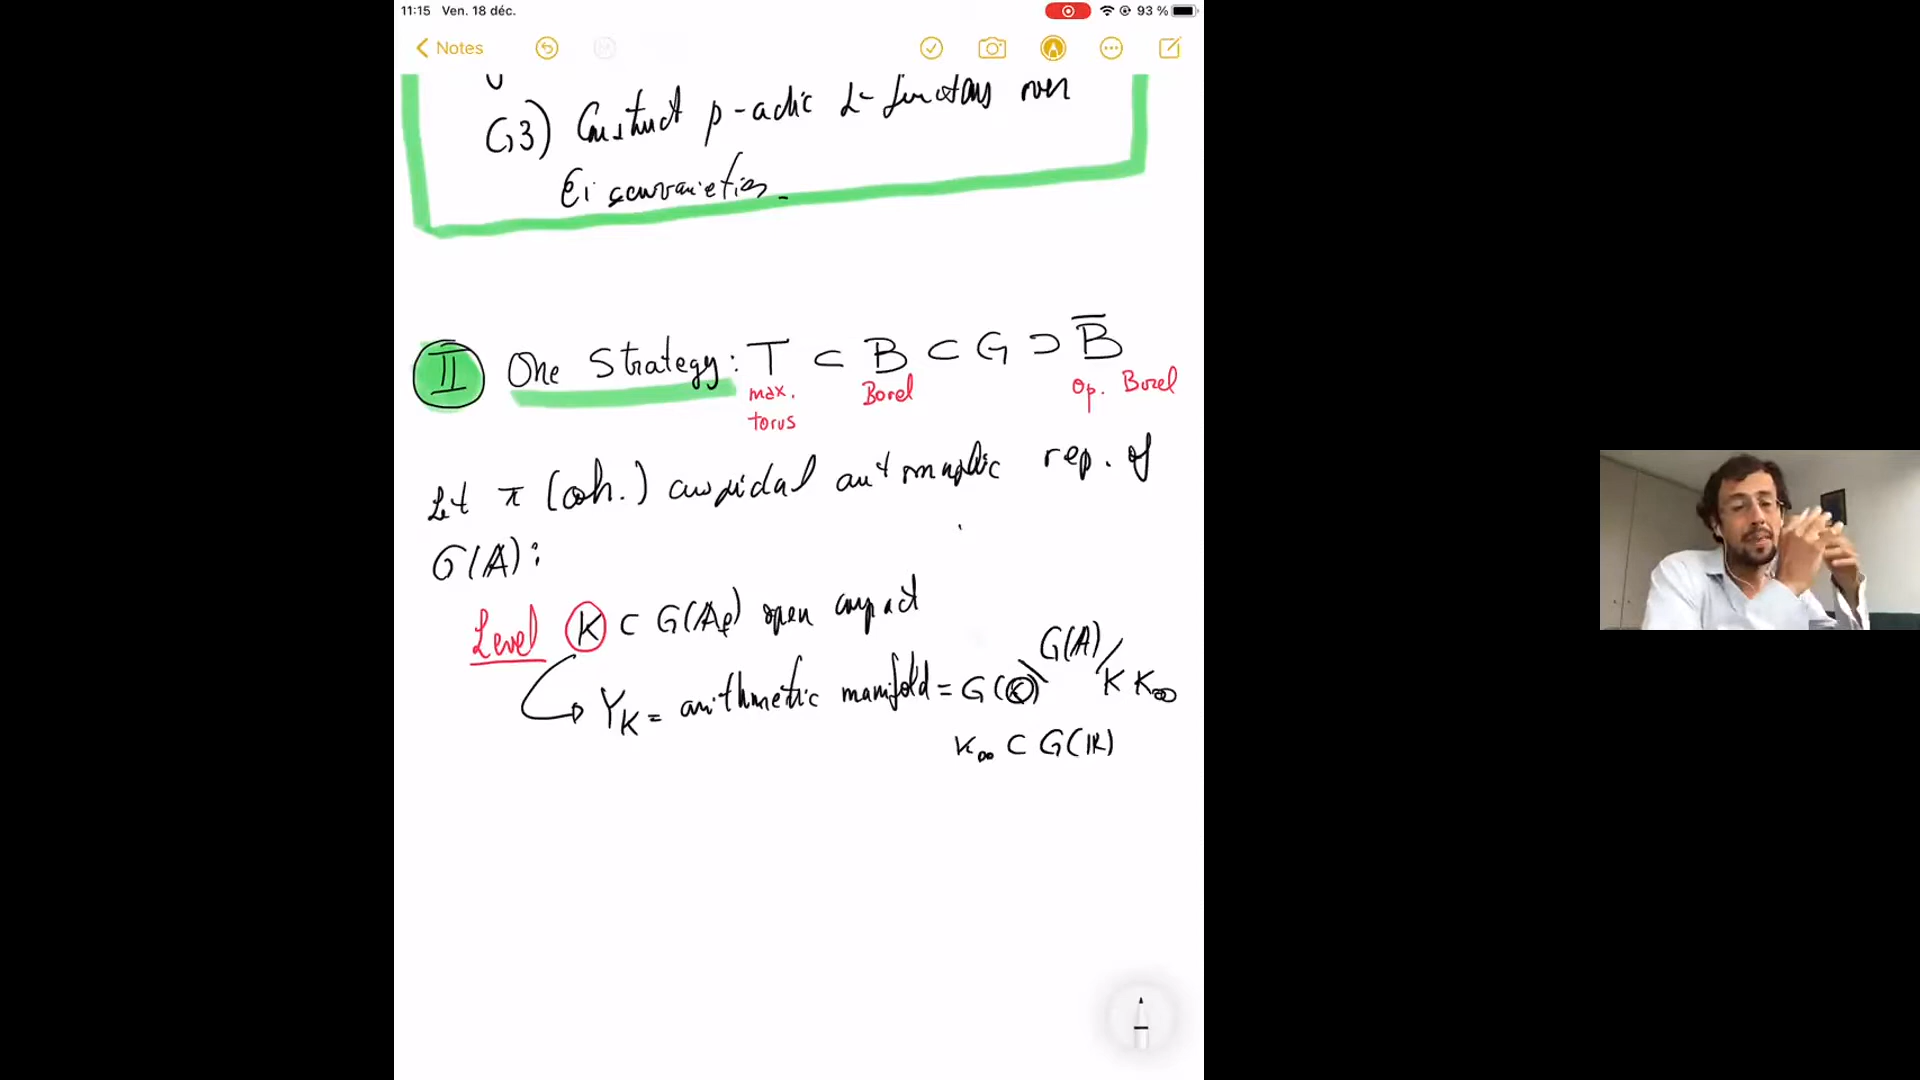 11:15 Ven. 18 déc. 93 %
Notes
G3) Construct p-adic L-functions over
Eigenvarieties.
II One Strategy: T ⊂ B ⊂ G ⊃ B̅
max. torus Borel Op. Borel
Let π (coh.) cuspidal automorphic rep. of
G(𝔸):
Level K ⊂ G(𝔸_f) open compact
Y_K = arithmetic manifold = G(ℚ)\G(𝔸)/K K_∞
K_∞ ⊂ G(ℝ)